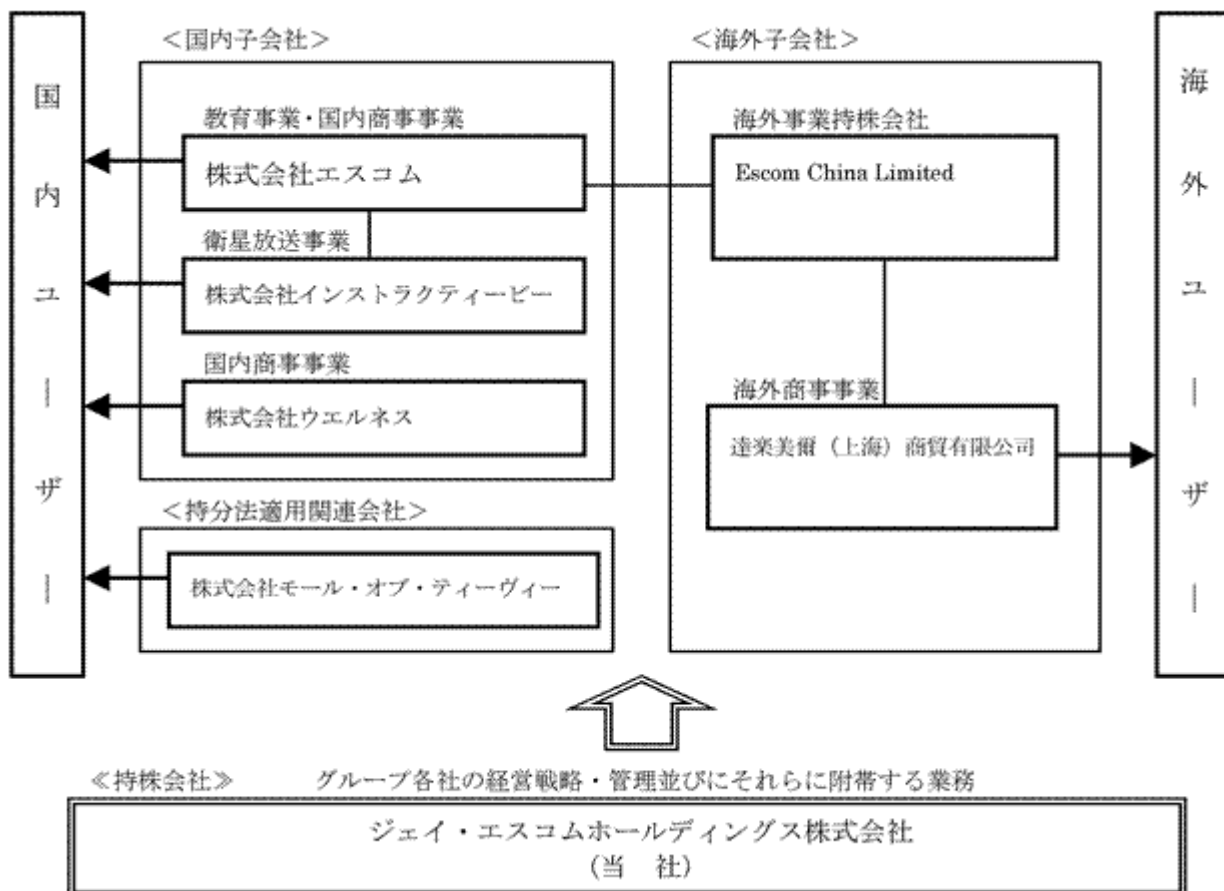 国内ユーザー
＜国内子会社＞
教育事業・国内商事事業
株式会社エスコム
衛星放送事業
株式会社インストラクティービー
国内商事事業
株式会社ウエルネス
＜持分法適用関連会社＞
株式会社モール・オブ・ティーヴィー
＜海外子会社＞
海外事業持株会社
Escom China Limited
海外商事事業
達楽美爾（上海）商貿有限公司
海外ユーザー
≪持株会社≫　グループ各社の経営戦略・管理並びにそれらに附帯する業務
ジェイ・エスコムホールディングス株式会社
(当　社)